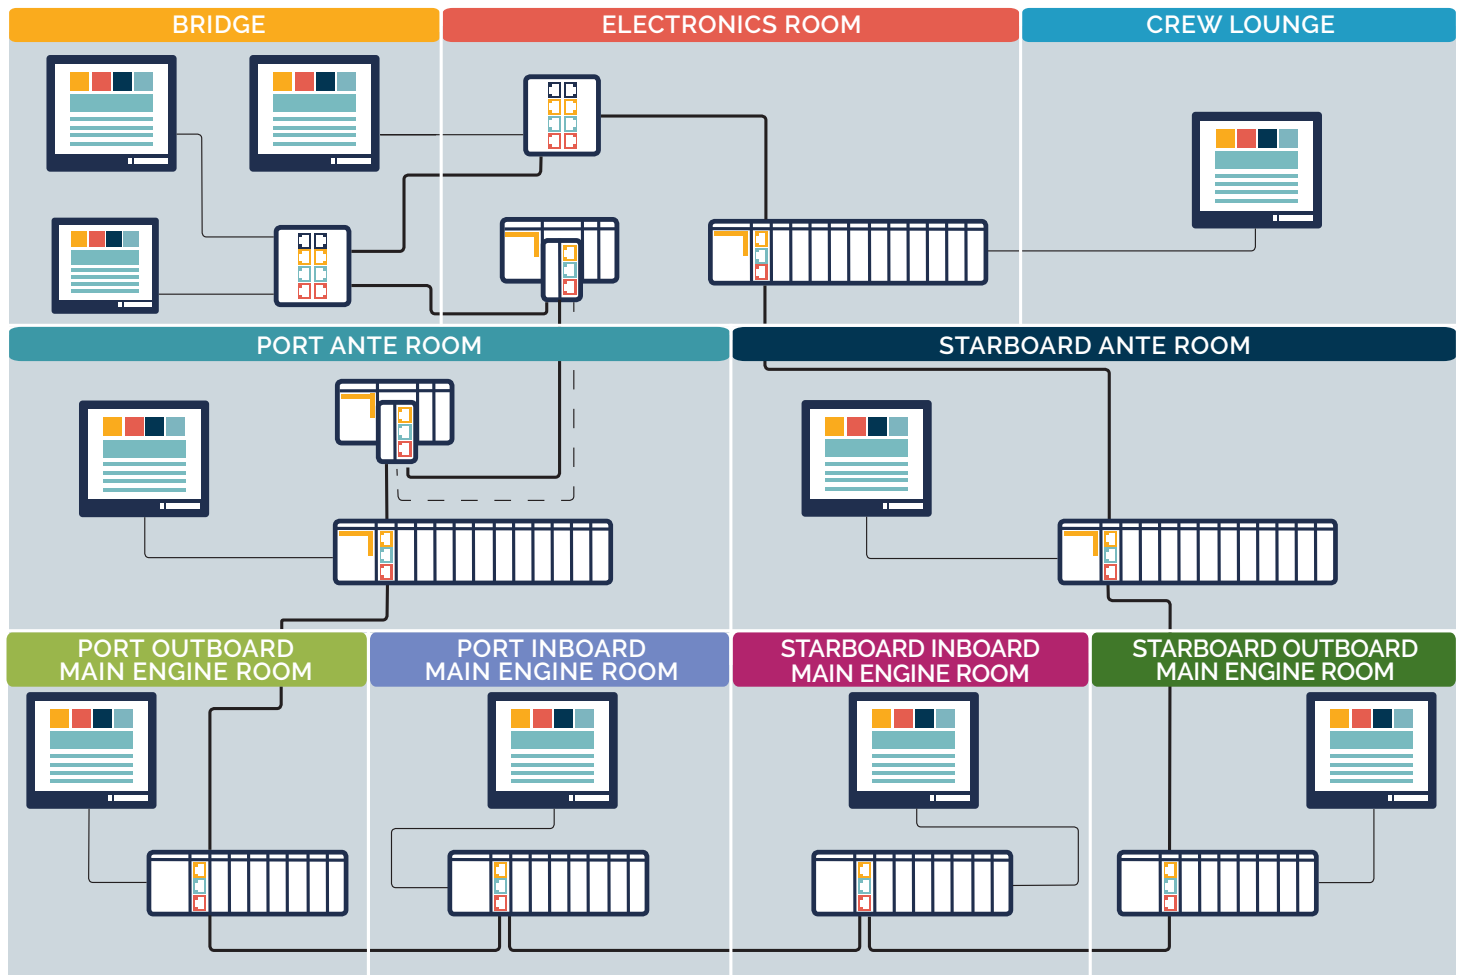 BRIDGE
ELECTRONICS ROOM
CREW LOUNGE
PORT ANTE ROOM
STARBOARD ANTE ROOM
PORT OUTBOARD
MAIN ENGINE ROOM
PORT INBOARD
MAIN ENGINE ROOM
STARBOARD INBOARD
MAIN ENGINE ROOM
STARBOARD OUTBOARD
MAIN ENGINE ROOM